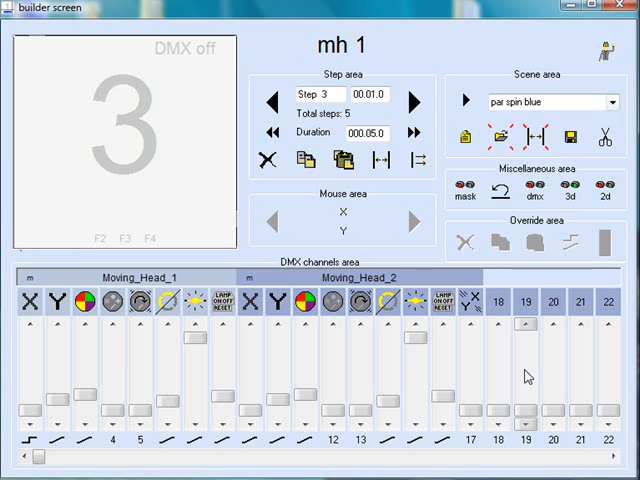 builder screen
DMX off
3
F2 F3 F4
mh 1
Step area
Step 3 00.01.0
Total steps: 5
Duration 000.05.0
Scene area
par spin blue
Miscellaneous area
mask dmx 3d 2d
Mouse area
X
Y
Override area
DMX channels area
m Moving_Head_1 m Moving_Head_2
X Y LAMP ON OFF RESET X Y LAMP ON OFF RESET Y X 18 19 20 21 22
4 5 12 13 17 18 19 20 21 22